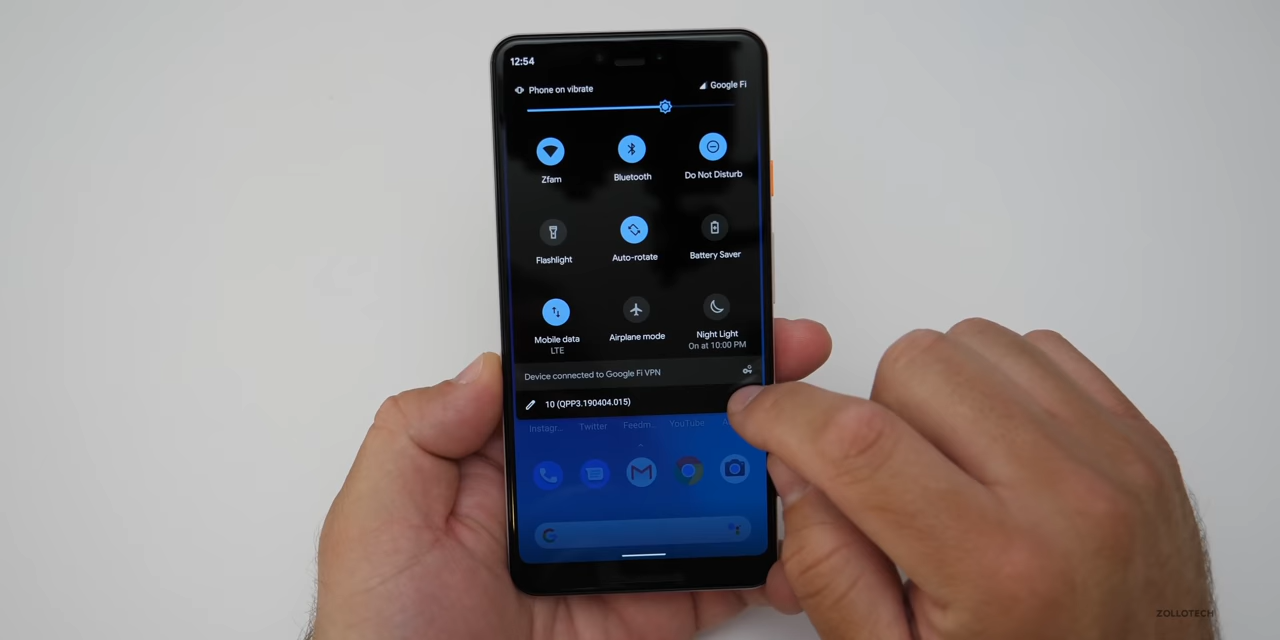 12:54
Phone on vibrate
Google Fi
Zfam
Bluetooth
Do Not Disturb
Flashlight
Auto-rotate
Battery Saver
Mobile data
LTE
Airplane mode
Night Light
On at 10:00 PM
Device connected to Google Fi VPN
10 (QPP3.190404.015)
Instagr...
Twitter
Feedm...
YouTube
G
ZOLLOTECH